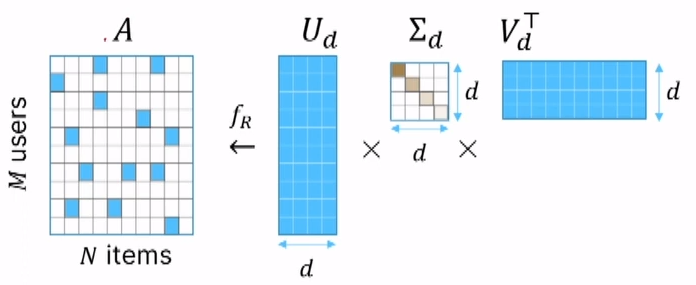 A U_d Σ_d V_d^⊤
M users
f_R
←
× × 
d
d
d
d
N items